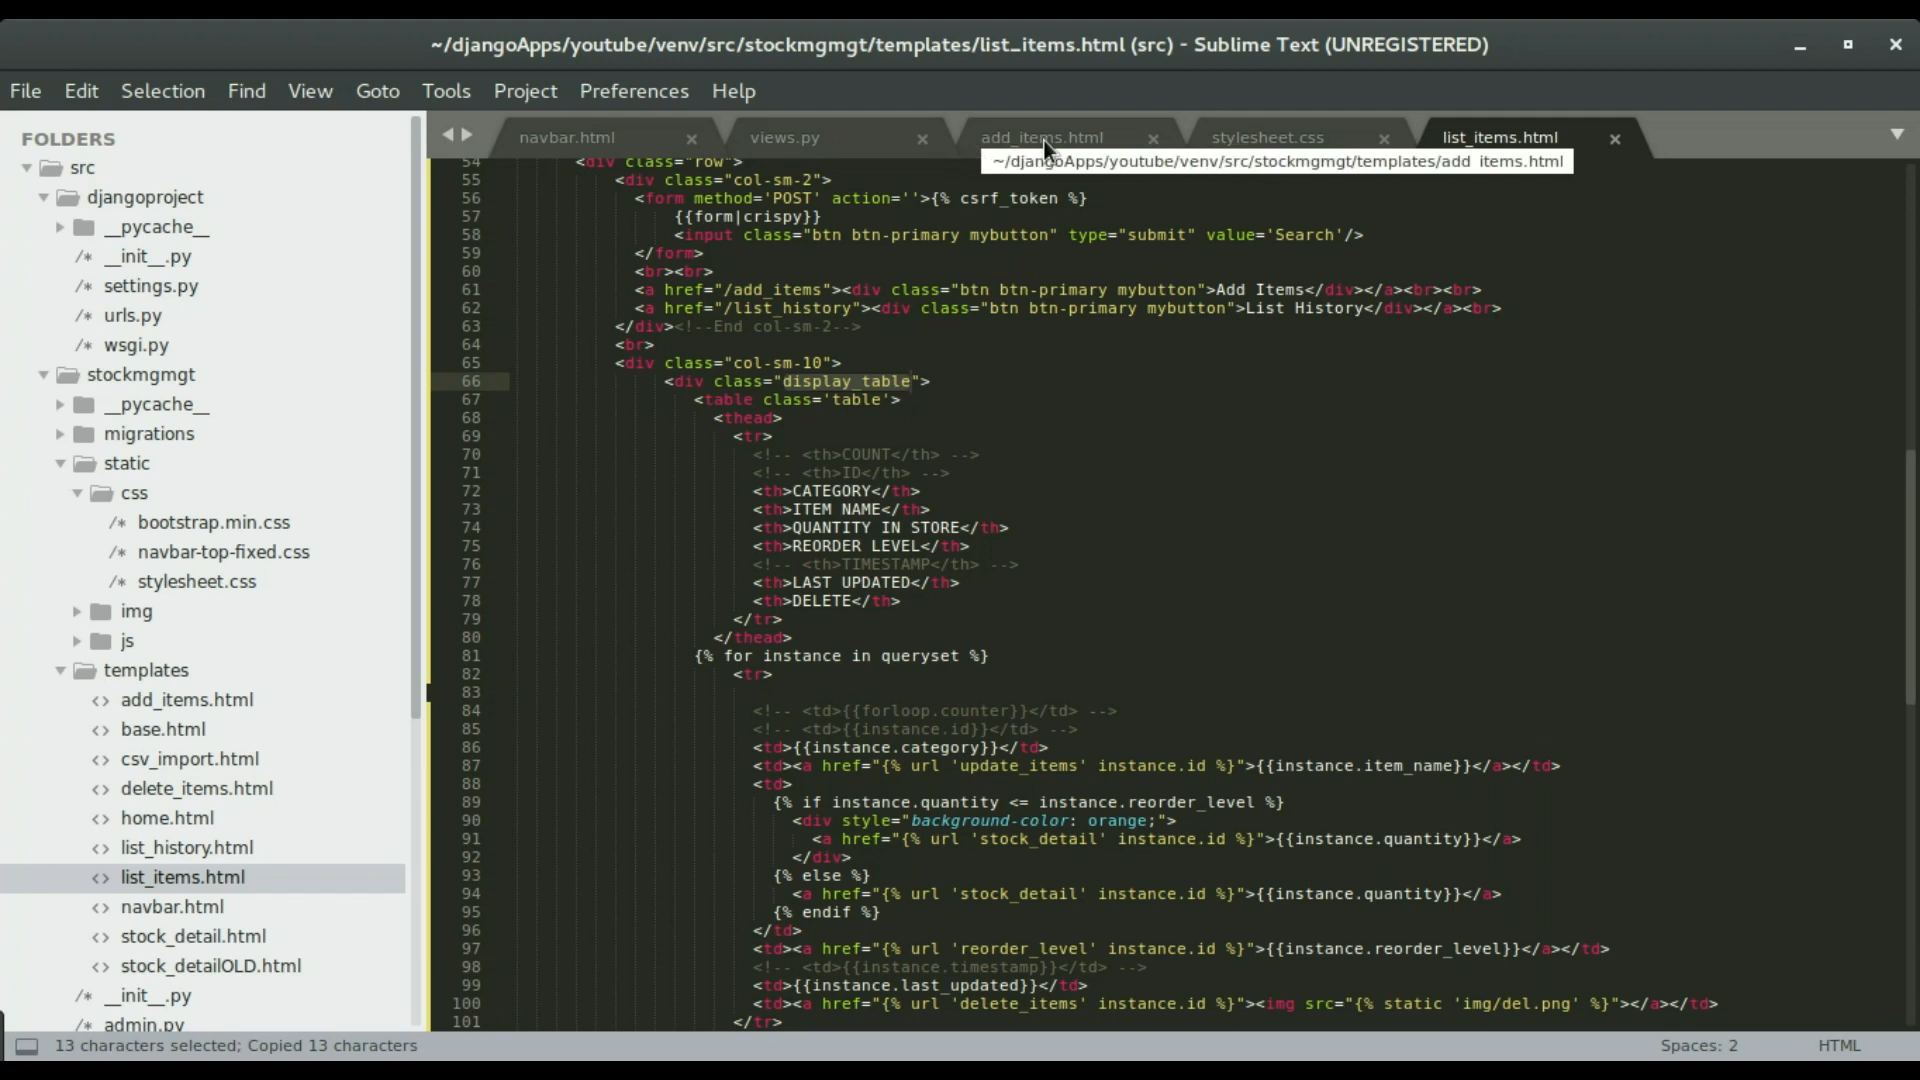 ~/djangoApps/youtube/venv/src/stockmgmgt/templates/list_items.html (src) - Sublime Text (UNREGISTERED)
File Edit Selection Find View Goto Tools Project Preferences Help
FOLDERS
src
djangoproject
__pycache__
/* __init__.py
/* settings.py
/* urls.py
/* wsgi.py
stockmgmgt
__pycache__
migrations
static
css
/* bootstrap.min.css
/* navbar-top-fixed.css
/* stylesheet.css
img
js
templates
<> add_items.html
<> base.html
<> csv_import.html
<> delete_items.html
<> home.html
<> list_history.html
<> list_items.html
<> navbar.html
<> stock_detail.html
<> stock_detailOLD.html
/* __init__.py
/* admin.py
navbar.html views.py add_items.html stylesheet.css list_items.html
~/djangoApps/youtube/venv/src/stockmgmgt/templates/add items.html
54 <div class="row">
55 <div class="col-sm-2">
56 <form method='POST' action=''>{% csrf_token %}
57 {{form|crispy}}
58 <input class="btn btn-primary mybutton" type="submit" value='Search'/>
59 </form>
60 <br><br>
61 <a href="/add_items"><div class="btn btn-primary mybutton">Add Items</div></a><br><br>
62 <a href="/list_history"><div class="btn btn-primary mybutton">List History</div></a><br>
63 </div><!--End col-sm-2-->
64 <br>
65 <div class="col-sm-10">
66 <div class="display_table">
67 <table class='table'>
68 <thead>
69 <tr>
70 <!-- <th>COUNT</th> -->
71 <!-- <th>ID</th> -->
72 <th>CATEGORY</th>
73 <th>ITEM NAME</th>
74 <th>QUANTITY IN STORE</th>
75 <th>REORDER LEVEL</th>
76 <!-- <th>TIMESTAMP</th> -->
77 <th>LAST UPDATED</th>
78 <th>DELETE</th>
79 </tr>
80 </thead>
81 {% for instance in queryset %}
82 <tr>
83
84 <!-- <td>{{forloop.counter}}</td> -->
85 <!-- <td>{{instance.id}}</td> -->
86 <td>{{instance.category}}</td>
87 <td><a href="{% url 'update_items' instance.id %}">{{instance.item_name}}</a></td>
88 <td>
89 {% if instance.quantity <= instance.reorder_level %}
90 <div style="background-color: orange;">
91 <a href="{% url 'stock_detail' instance.id %}">{{instance.quantity}}</a>
92 </div>
93 {% else %}
94 <a href="{% url 'stock_detail' instance.id %}">{{instance.quantity}}</a>
95 {% endif %}
96 </td>
97 <td><a href="{% url 'reorder_level' instance.id %}">{{instance.reorder_level}}</a></td>
98 <!-- <td>{{instance.timestamp}}</td> -->
99 <td>{{instance.last_updated}}</td>
100 <td><a href="{% url 'delete_items' instance.id %}"><img src="{% static 'img/del.png' %}"></a></td>
101 </tr>
13 characters selected; Copied 13 characters Spaces: 2 HTML